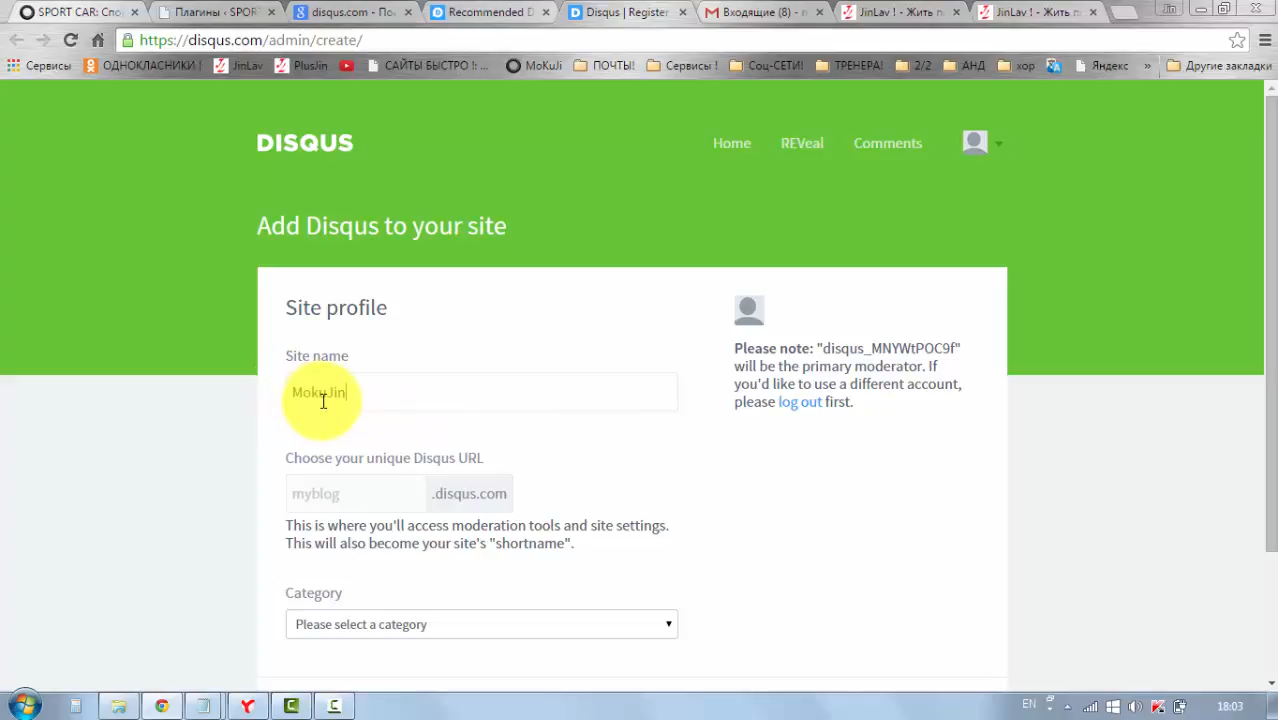 SPORT CAR: Спо
Плагины ‹ SPOR
disqus.com - По
Recommended D
Disqus | Register
Входящие (8) -
JinLav ! - Жить п
JinLav ! - Жить п
https://disqus.com/admin/create/
Сервисы
ОДНОКЛАСНИКИ !
JinLav
PlusJin
САЙТЫ БЫСТРО !: ...
MoKuJi
ПОЧТЫ!
Сервисы !
Соц-СЕТИ!
ТРЕНЕРА!
2/2
АНД
хор
Яндекс
»
Другие закладки
DISQUS
Home
REVeal
Comments
Add Disqus to your site
Site profile
Site name
MokuJin
Please note: "disqus_MNYWtPOC9f"
will be the primary moderator. If
you'd like to use a different account,
please log out first.
Choose your unique Disqus URL
myblog
.disqus.com
This is where you'll access moderation tools and site settings.
This will also become your site's "shortname".
Category
Please select a category
EN
18:03